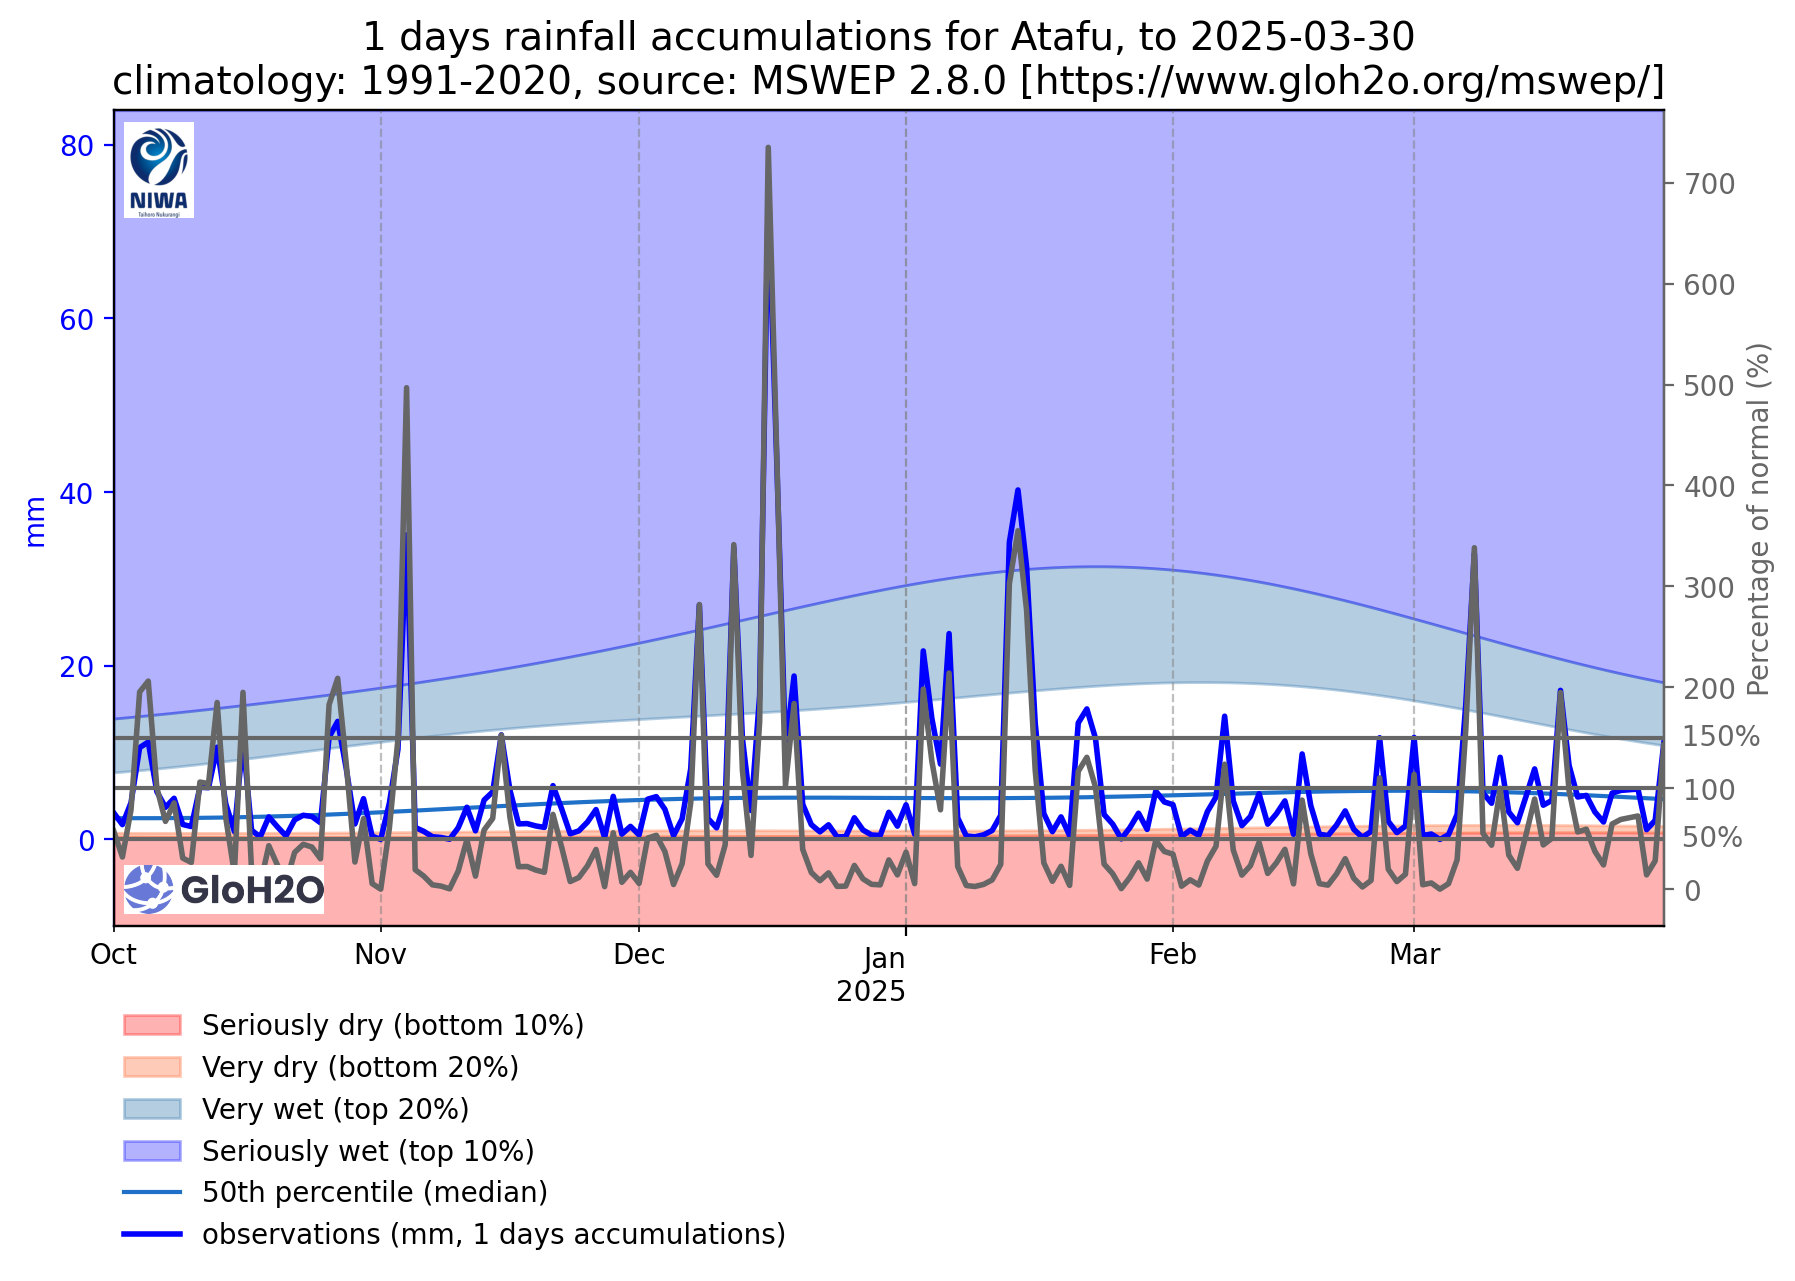 1 days rainfall accumulations for Atafu, to 2025-03-30
climatology: 1991-2020, source: MSWEP 2.8.0 [https://www.gloh2o.org/mswep/]
NIWA
Taihoro Nukurangi
80
60
40
20
0
mm
700
600
500
400
300
200
150%
100
50%
0
Percentage of normal (%)
GloH2O
Oct
Nov
Dec
Jan
2025
Feb
Mar
Seriously dry (bottom 10%)
Very dry (bottom 20%)
Very wet (top 20%)
Seriously wet (top 10%)
50th percentile (median)
observations (mm, 1 days accumulations)